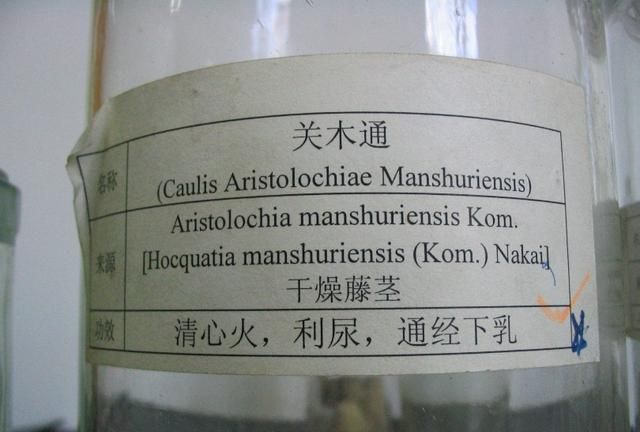 关木通
名称
(Caulis Aristolochiae Manshuriensis)
Aristolochia manshuriensis Kom.
来源
[Hocquatia manshuriensis (Kom.) Nakai]
干燥藤茎
功效
清心火，利尿，通经下乳